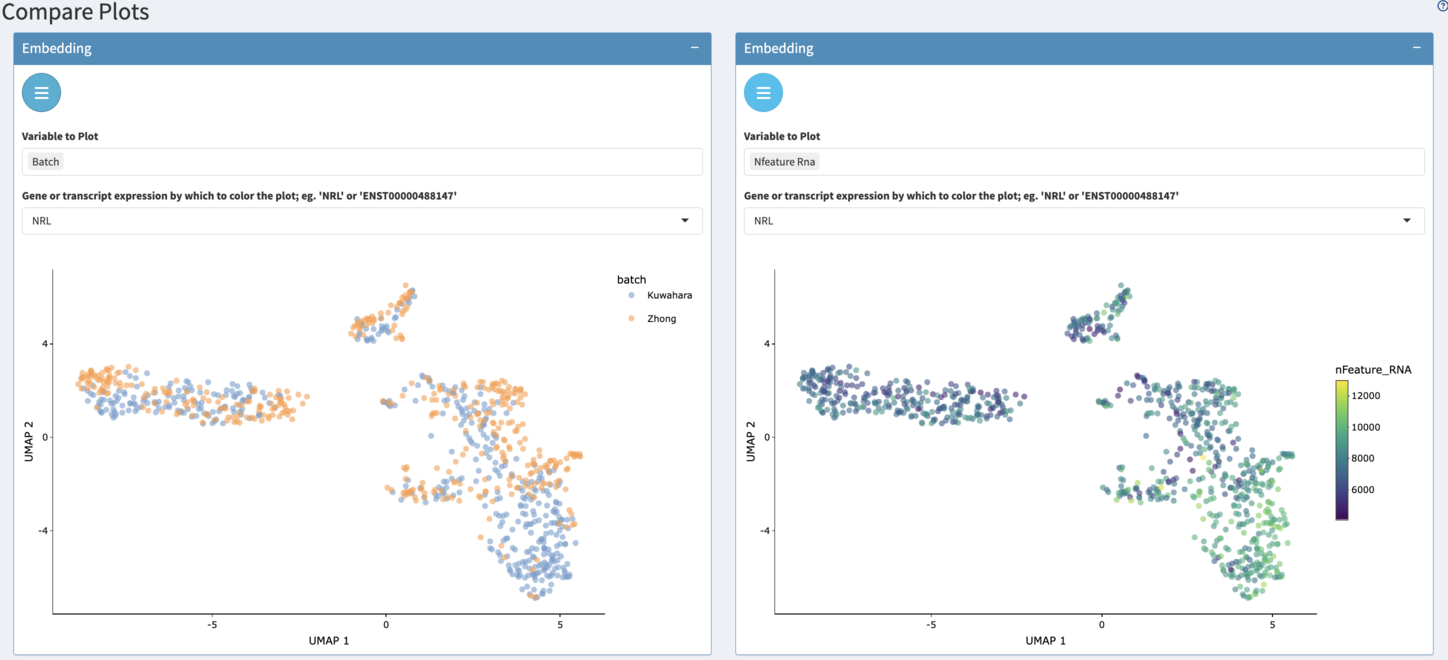 Compare Plots
?
Embedding
−
Variable to Plot
Batch
Gene or transcript expression by which to color the plot; eg. 'NRL' or 'ENST00000488147'
NRL
batch
Kuwahara
Zhong
4
0
-4
UMAP 2
-5
0
5
UMAP 1
Embedding
−
Variable to Plot
Nfeature Rna
Gene or transcript expression by which to color the plot; eg. 'NRL' or 'ENST00000488147'
NRL
4
0
-4
UMAP 2
-5
0
5
UMAP 1
nFeature_RNA
12000
10000
8000
6000